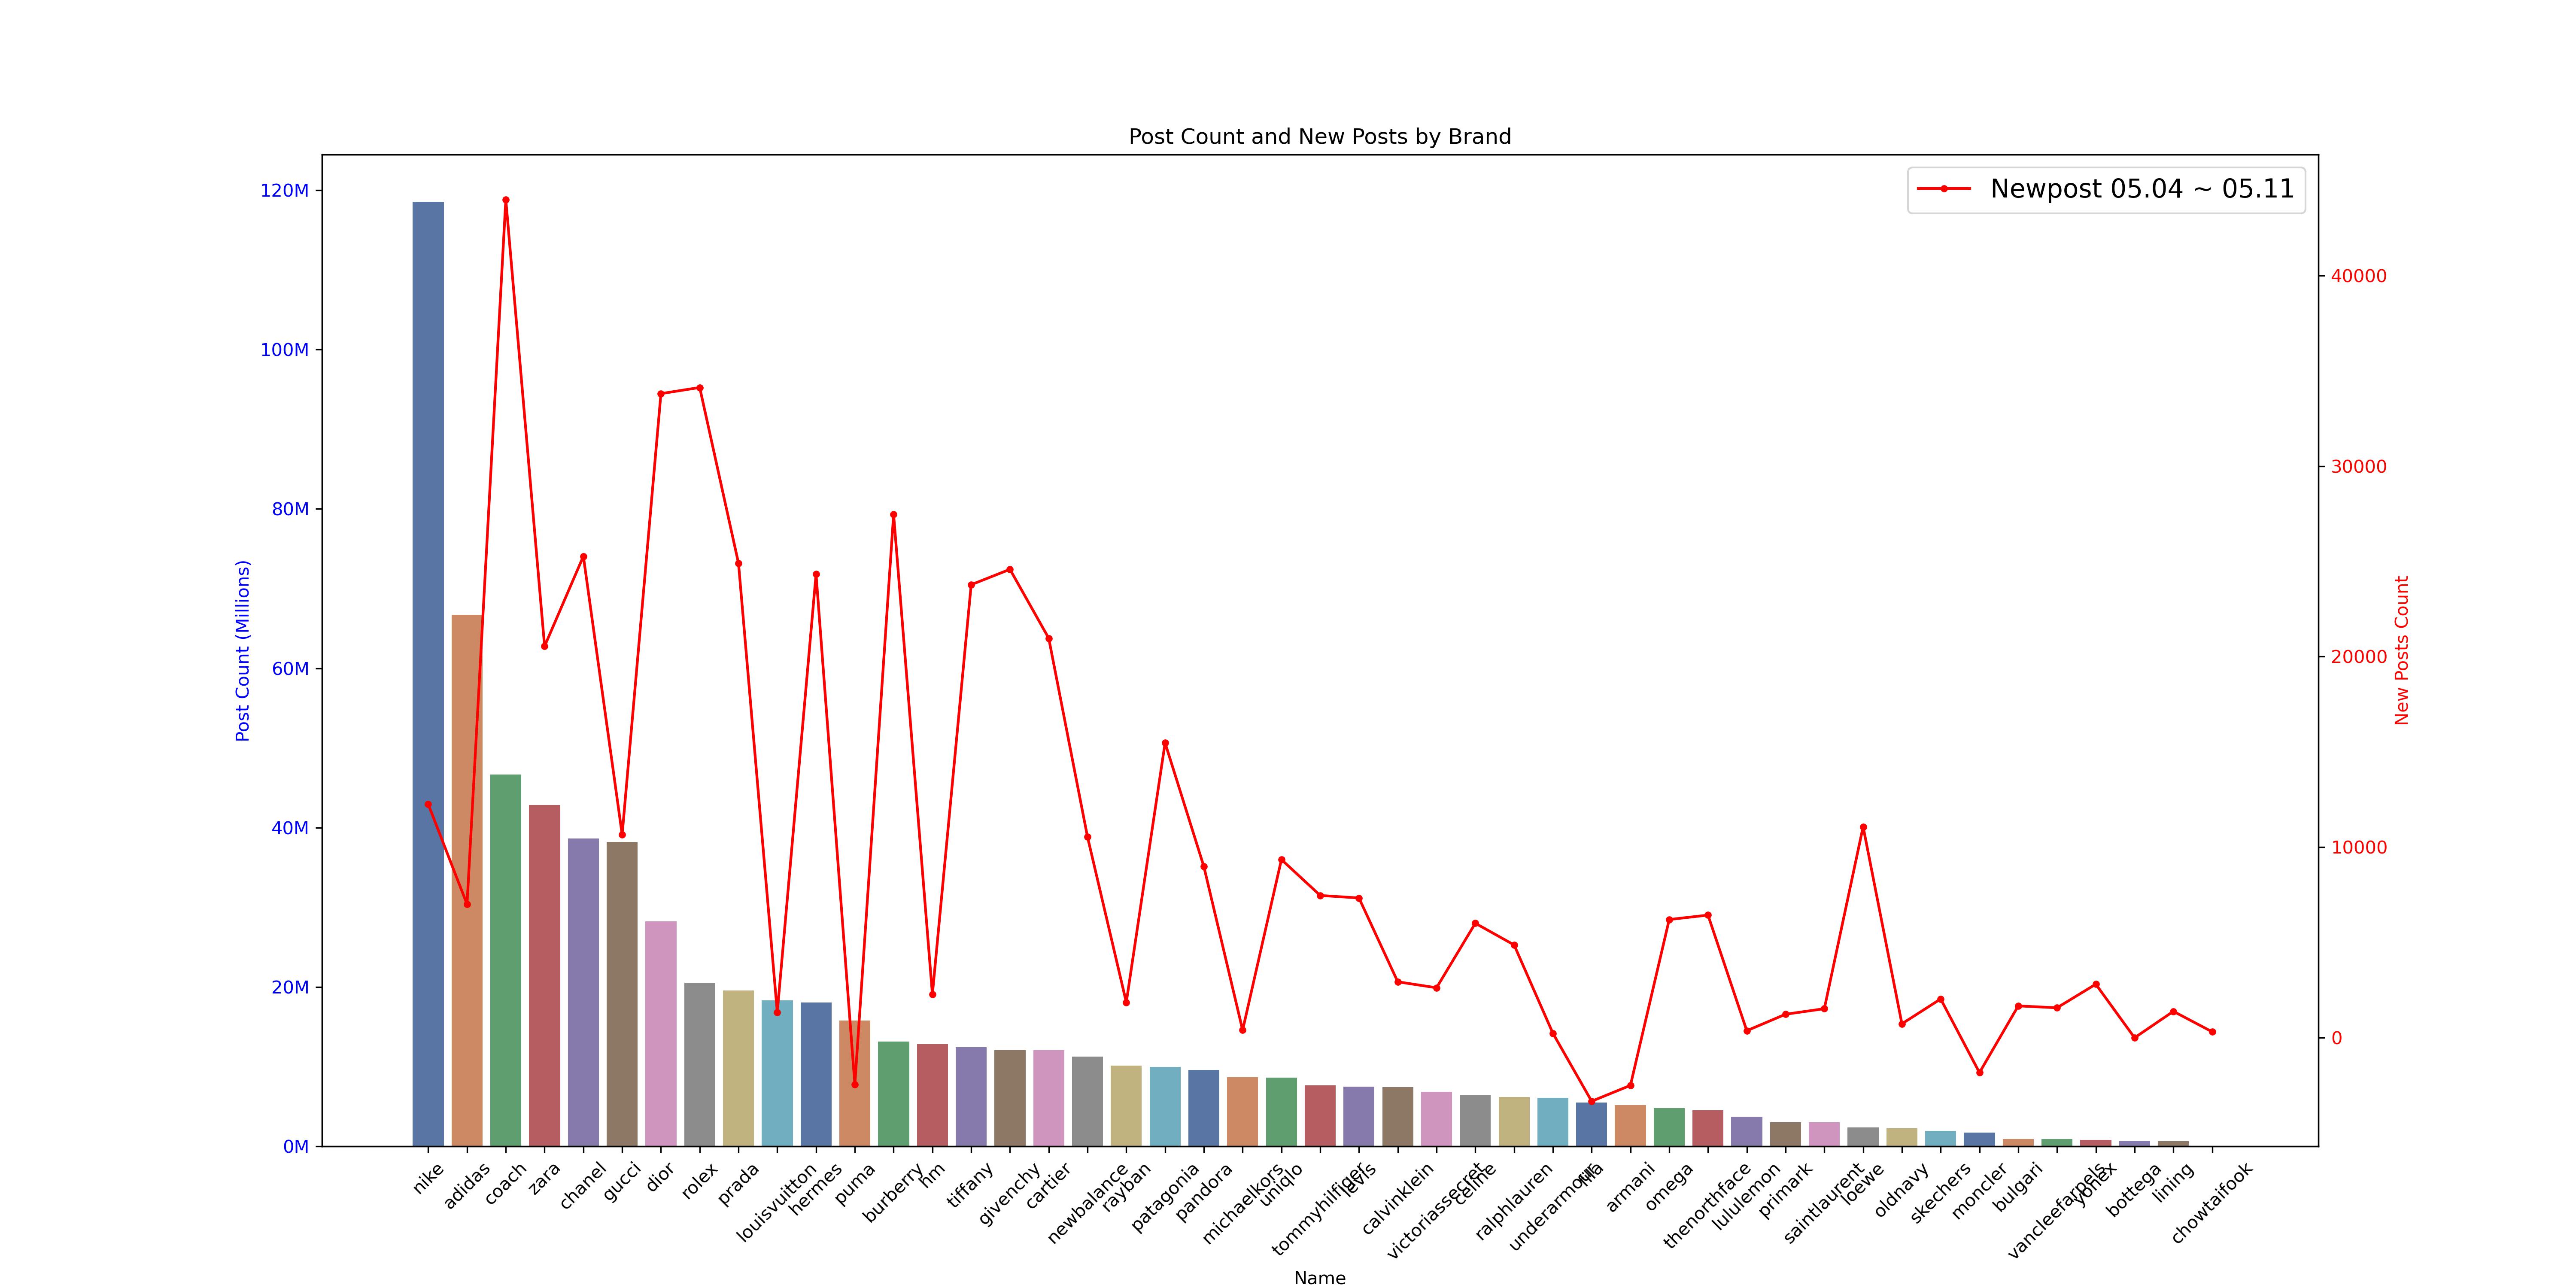 Post Count and New Posts by Brand
Newpost 05.04 ~ 05.11
120M
100M
80M
60M
40M
20M
0M
Post Count (Millions)
40000
30000
20000
10000
0
New Posts Count
nike
adidas
coach
zara
chanel
gucci
dior
rolex
prada
louisvuitton
hermes
puma
burberry
hm
tiffany
givenchy
cartier
newbalance
rayban
patagonia
pandora
michaelkors
uniqlo
tommyhilfiger
levis
calvinklein
victoriassecret
celine
ralphlauren
underarmour
fila
armani
omega
thenorthface
lululemon
primark
saintlaurent
loewe
oldnavy
skechers
moncler
bulgari
vancleefarpels
yonex
bottega
lining
chowtaifook
Name